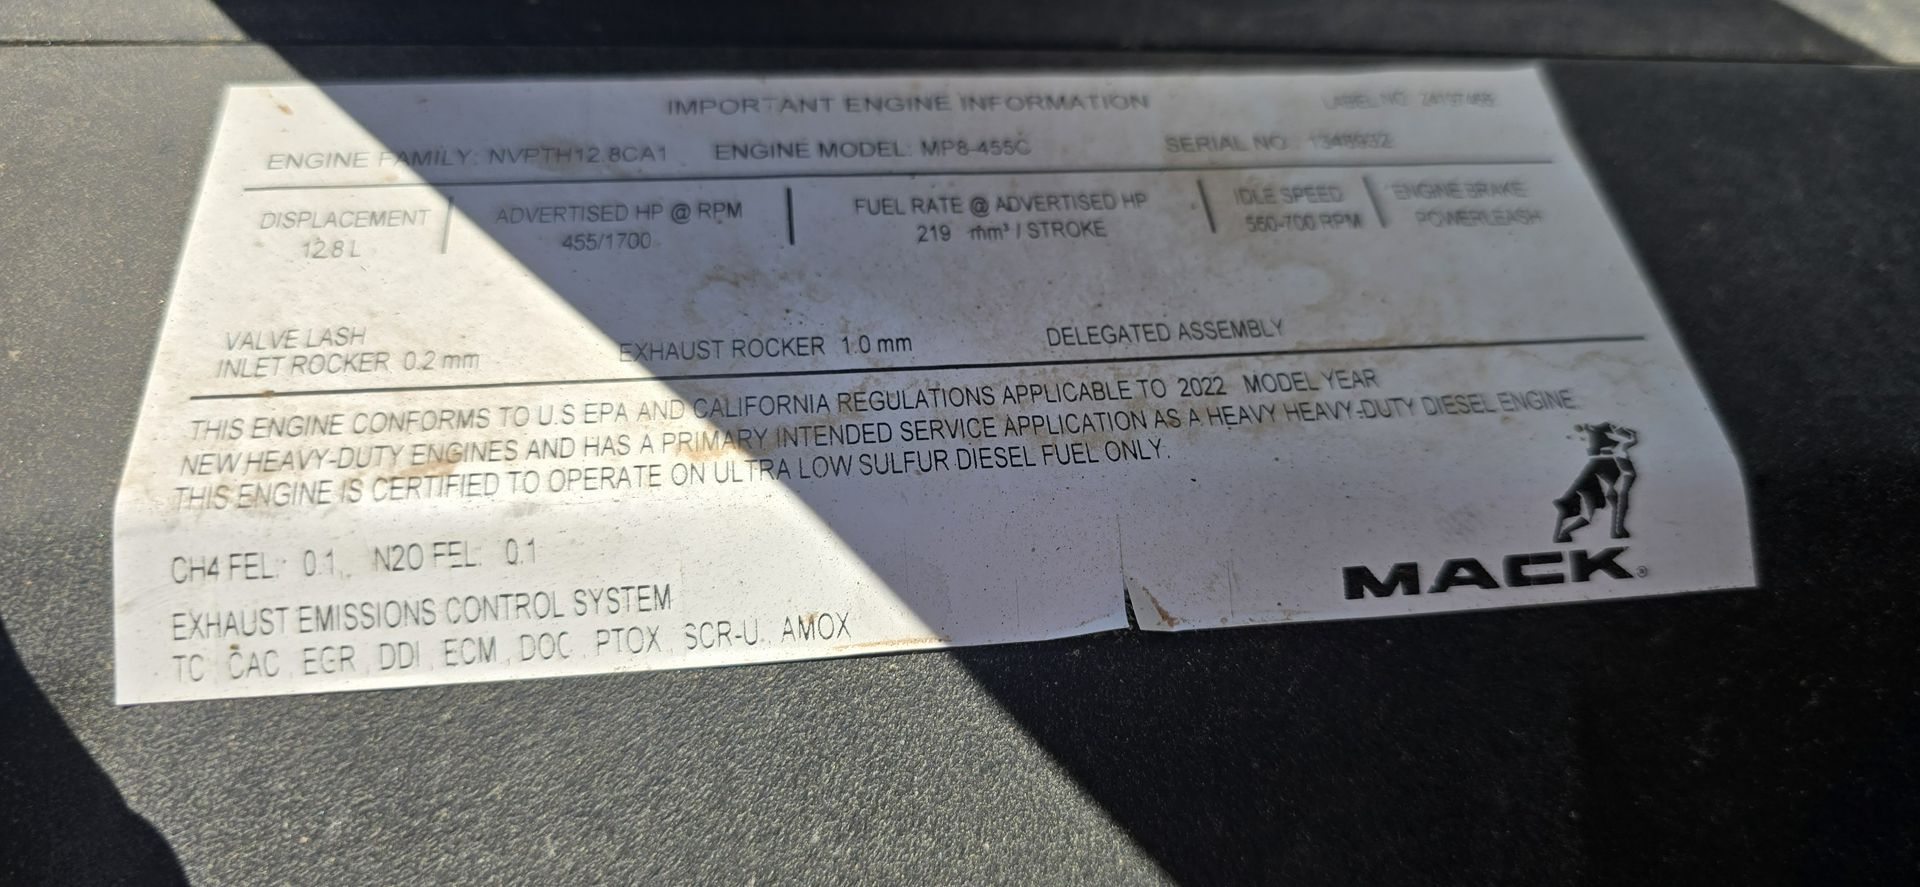 IMPORTANT ENGINE INFORMATION LABEL NO.
ENGINE FAMILY: NVPTH12.8CA1 ENGINE MODEL: MP8-455C SERIAL NO.: 1348932
DISPLACEMENT ADVERTISED HP @ RPM FUEL RATE @ ADVERTISED HP IDLE SPEED ENGINE BRAKE
12.8 L 455/1700 219 mm³ / STROKE 560-700 RPM POWERLEASH
VALVE LASH
INLET ROCKER 0.2 mm EXHAUST ROCKER 1.0 mm DELEGATED ASSEMBLY
THIS ENGINE CONFORMS TO U.S EPA AND CALIFORNIA REGULATIONS APPLICABLE TO 2022 MODEL YEAR
NEW HEAVY-DUTY ENGINES AND HAS A PRIMARY INTENDED SERVICE APPLICATION AS A HEAVY HEAVY-DUTY DIESEL ENGINE.
THIS ENGINE IS CERTIFIED TO OPERATE ON ULTRA LOW SULFUR DIESEL FUEL ONLY.
CH4 FEL: 0.1, N2O FEL: 0.1
EXHAUST EMISSIONS CONTROL SYSTEM
TC, CAC, EGR, DDI, ECM, DOC, PTOX, SCR-U, AMOX
MACK®